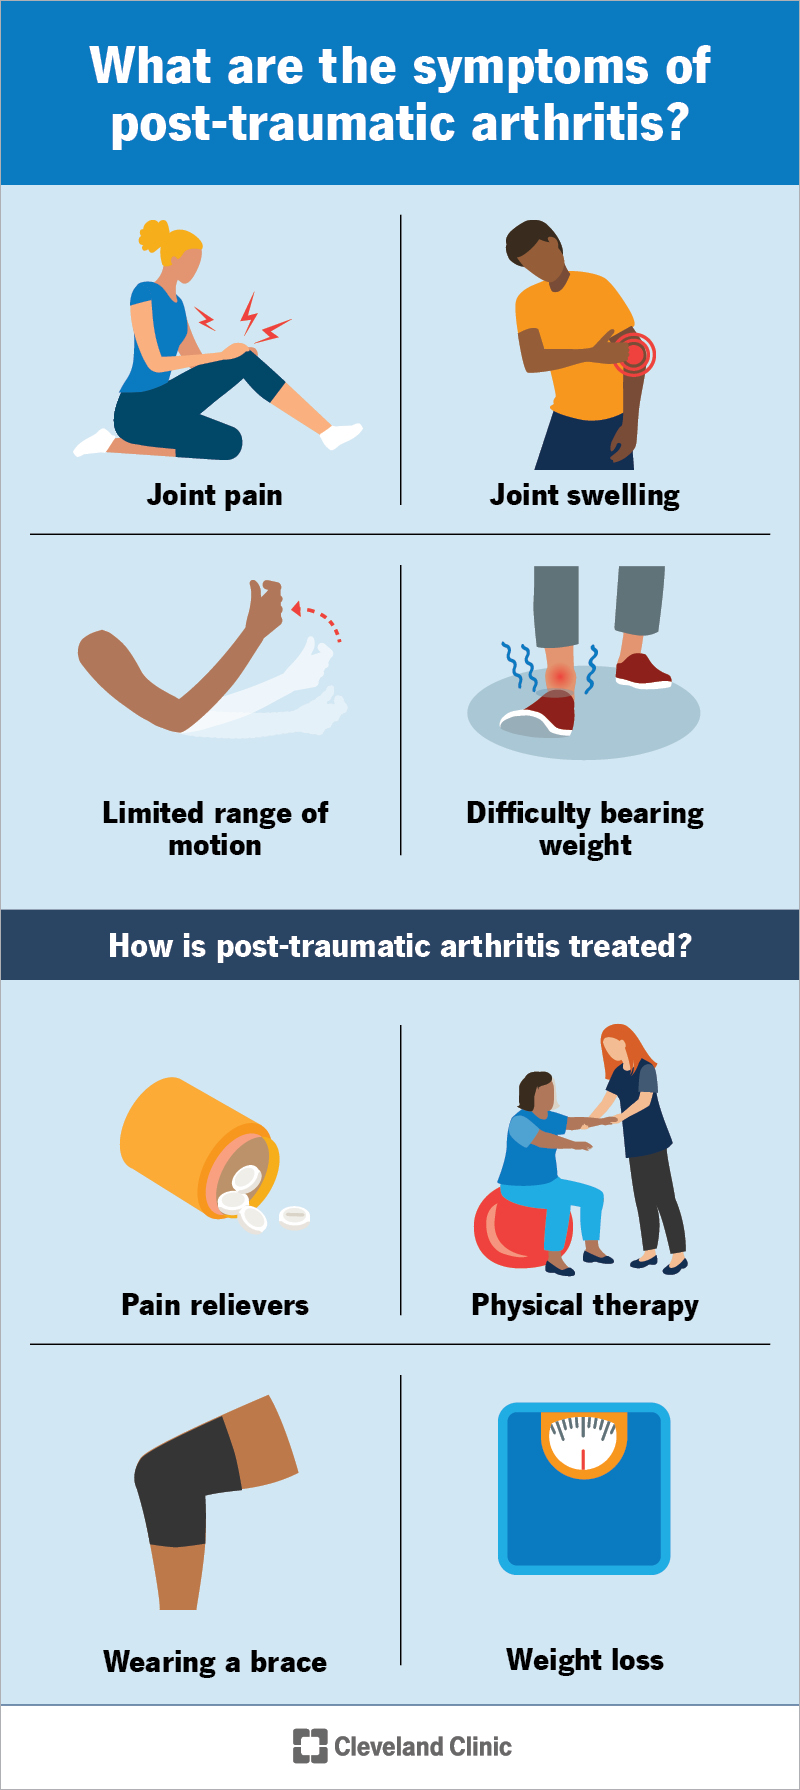 What are the symptoms of
post-traumatic arthritis?
Joint pain
Joint swelling
Limited range of
motion
Difficulty bearing
weight
How is post-traumatic arthritis treated?
Pain relievers
Physical therapy
Wearing a brace
Weight loss
Cleveland Clinic